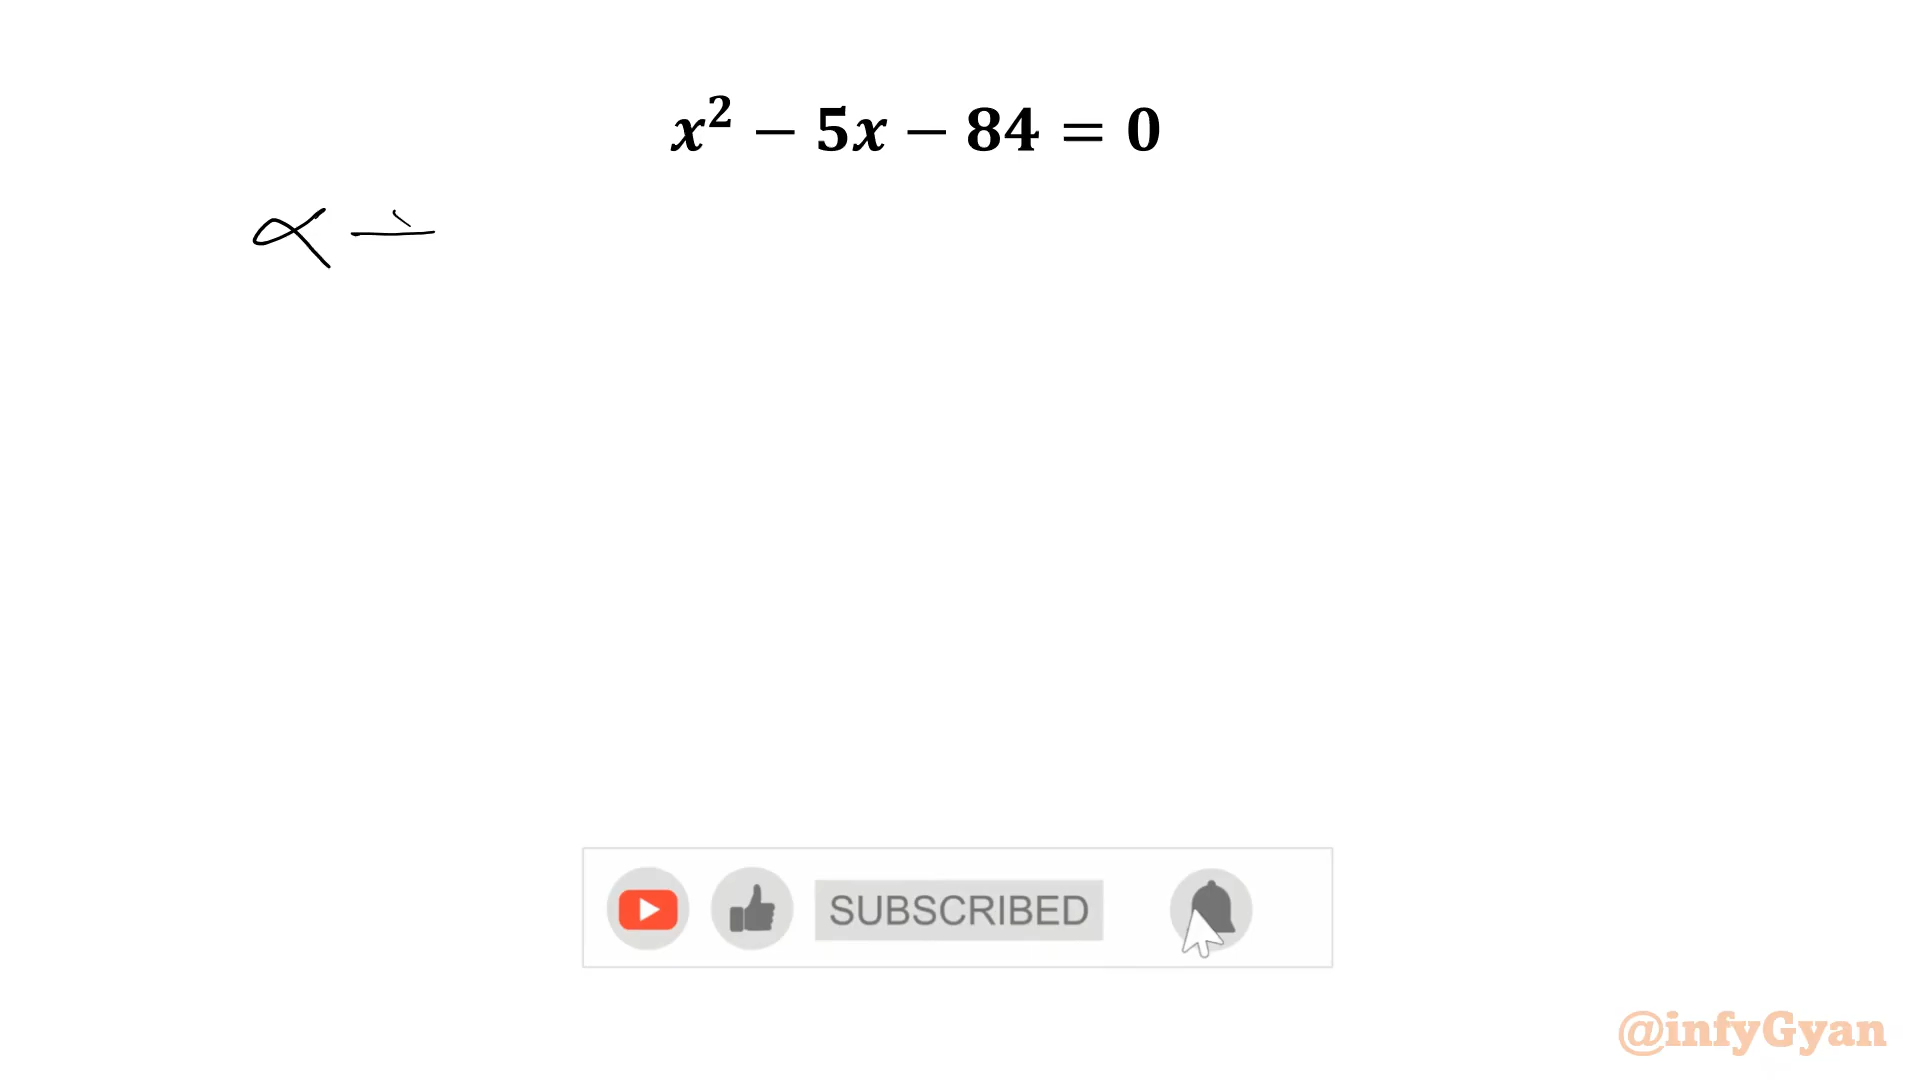 x² − 5x − 84 = 0
α
SUBSCRIBED
@infyGyan